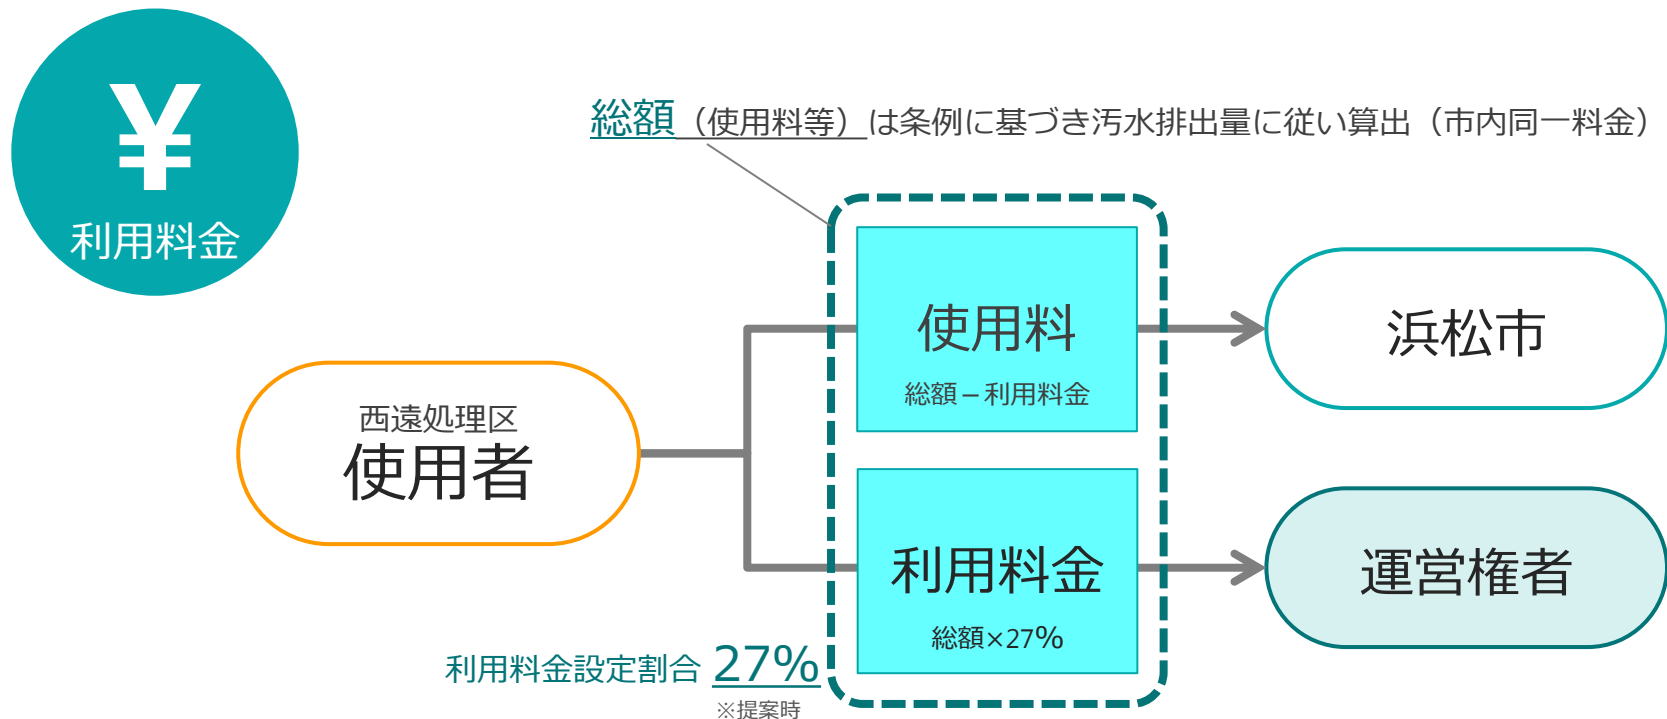 ¥
利用料金
総額（使用料等）は条例に基づき汚水排出量に従い算出（市内同一料金）
使用料
総額－利用料金
浜松市
西遠処理区
使用者
利用料金
総額×27%
運営権者
利用料金設定割合 27%
※提案時